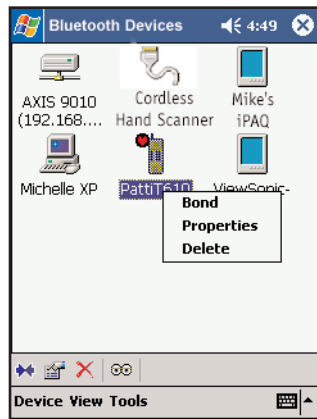 Bluetooth Devices 4:49
AXIS 9010
(192.168....
Cordless
Hand Scanner
Mike's
iPAQ
Michelle XP
PattiT610
ViewSonic-
Bond
Properties
Delete
Device View Tools